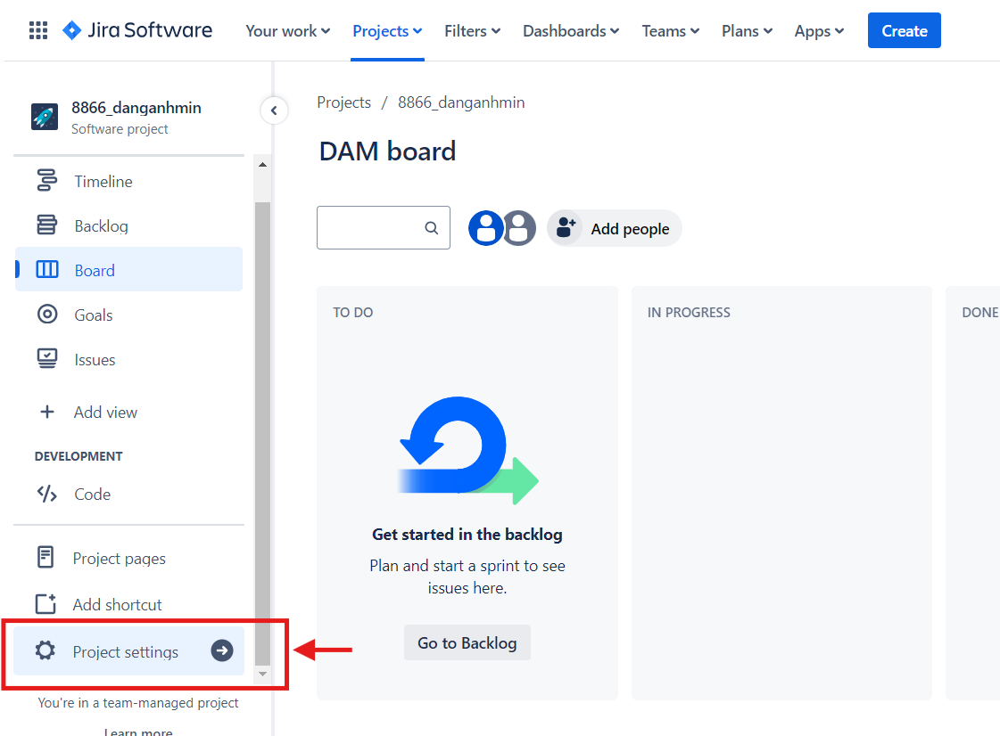 Jira Software Your work Projects Filters Dashboards Teams Plans Apps Create
8866_danganhmin
Software project
Timeline
Backlog
Board
Goals
Issues
Add view
DEVELOPMENT
Code
Project pages
Add shortcut
Project settings
You're in a team-managed project
Learn more
Projects / 8866_danganhmin
DAM board
Add people
TO DO
Get started in the backlog
Plan and start a sprint to see
issues here.
Go to Backlog
IN PROGRESS
DONE